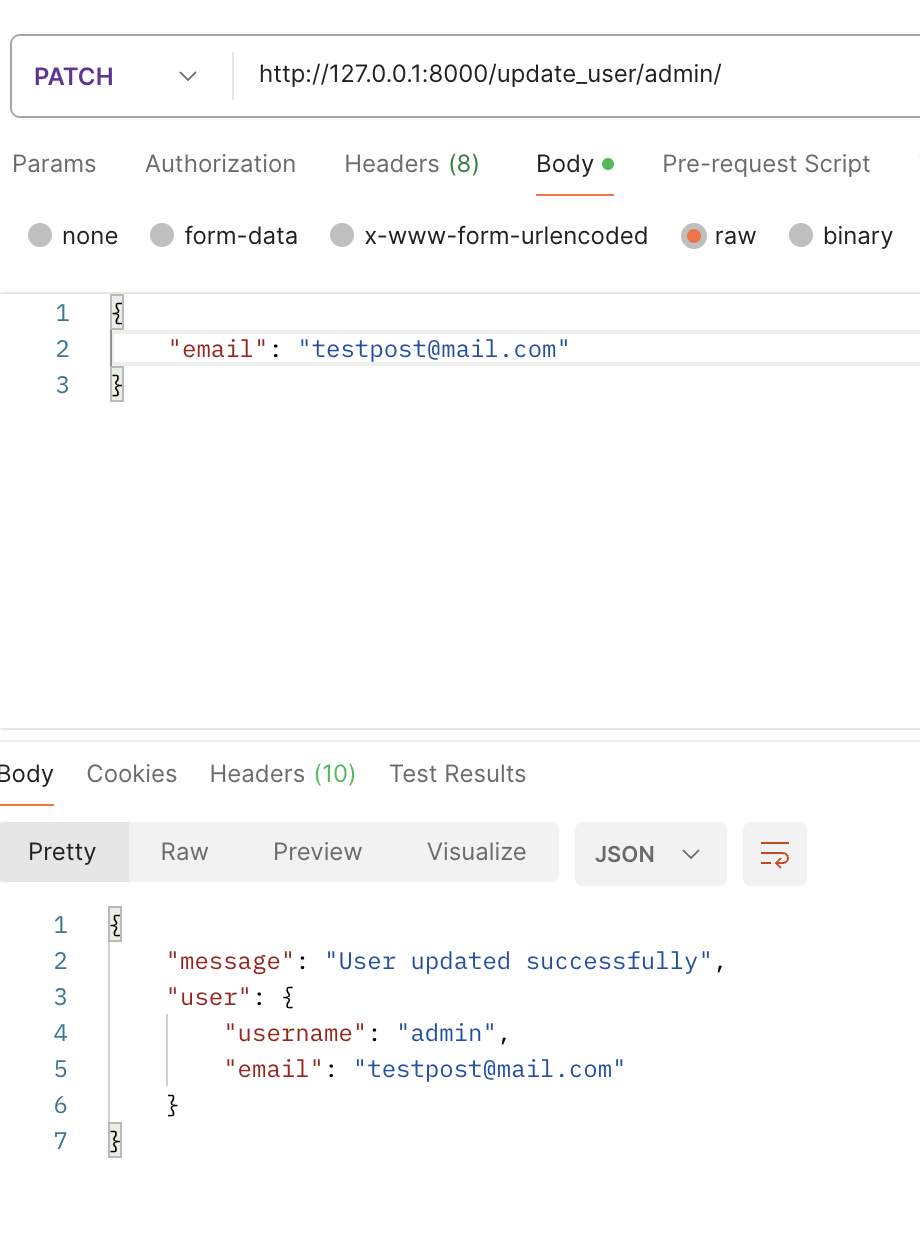 PATCH http://127.0.0.1:8000/update_user/admin/
Params Authorization Headers (8) Body Pre-request Script
none form-data x-www-form-urlencoded raw binary
1 {
2 "email": "testpost@mail.com"
3 }
Body Cookies Headers (10) Test Results
Pretty Raw Preview Visualize JSON
1 {
2 "message": "User updated successfully",
3 "user": {
4 "username": "admin",
5 "email": "testpost@mail.com"
6 }
7 }